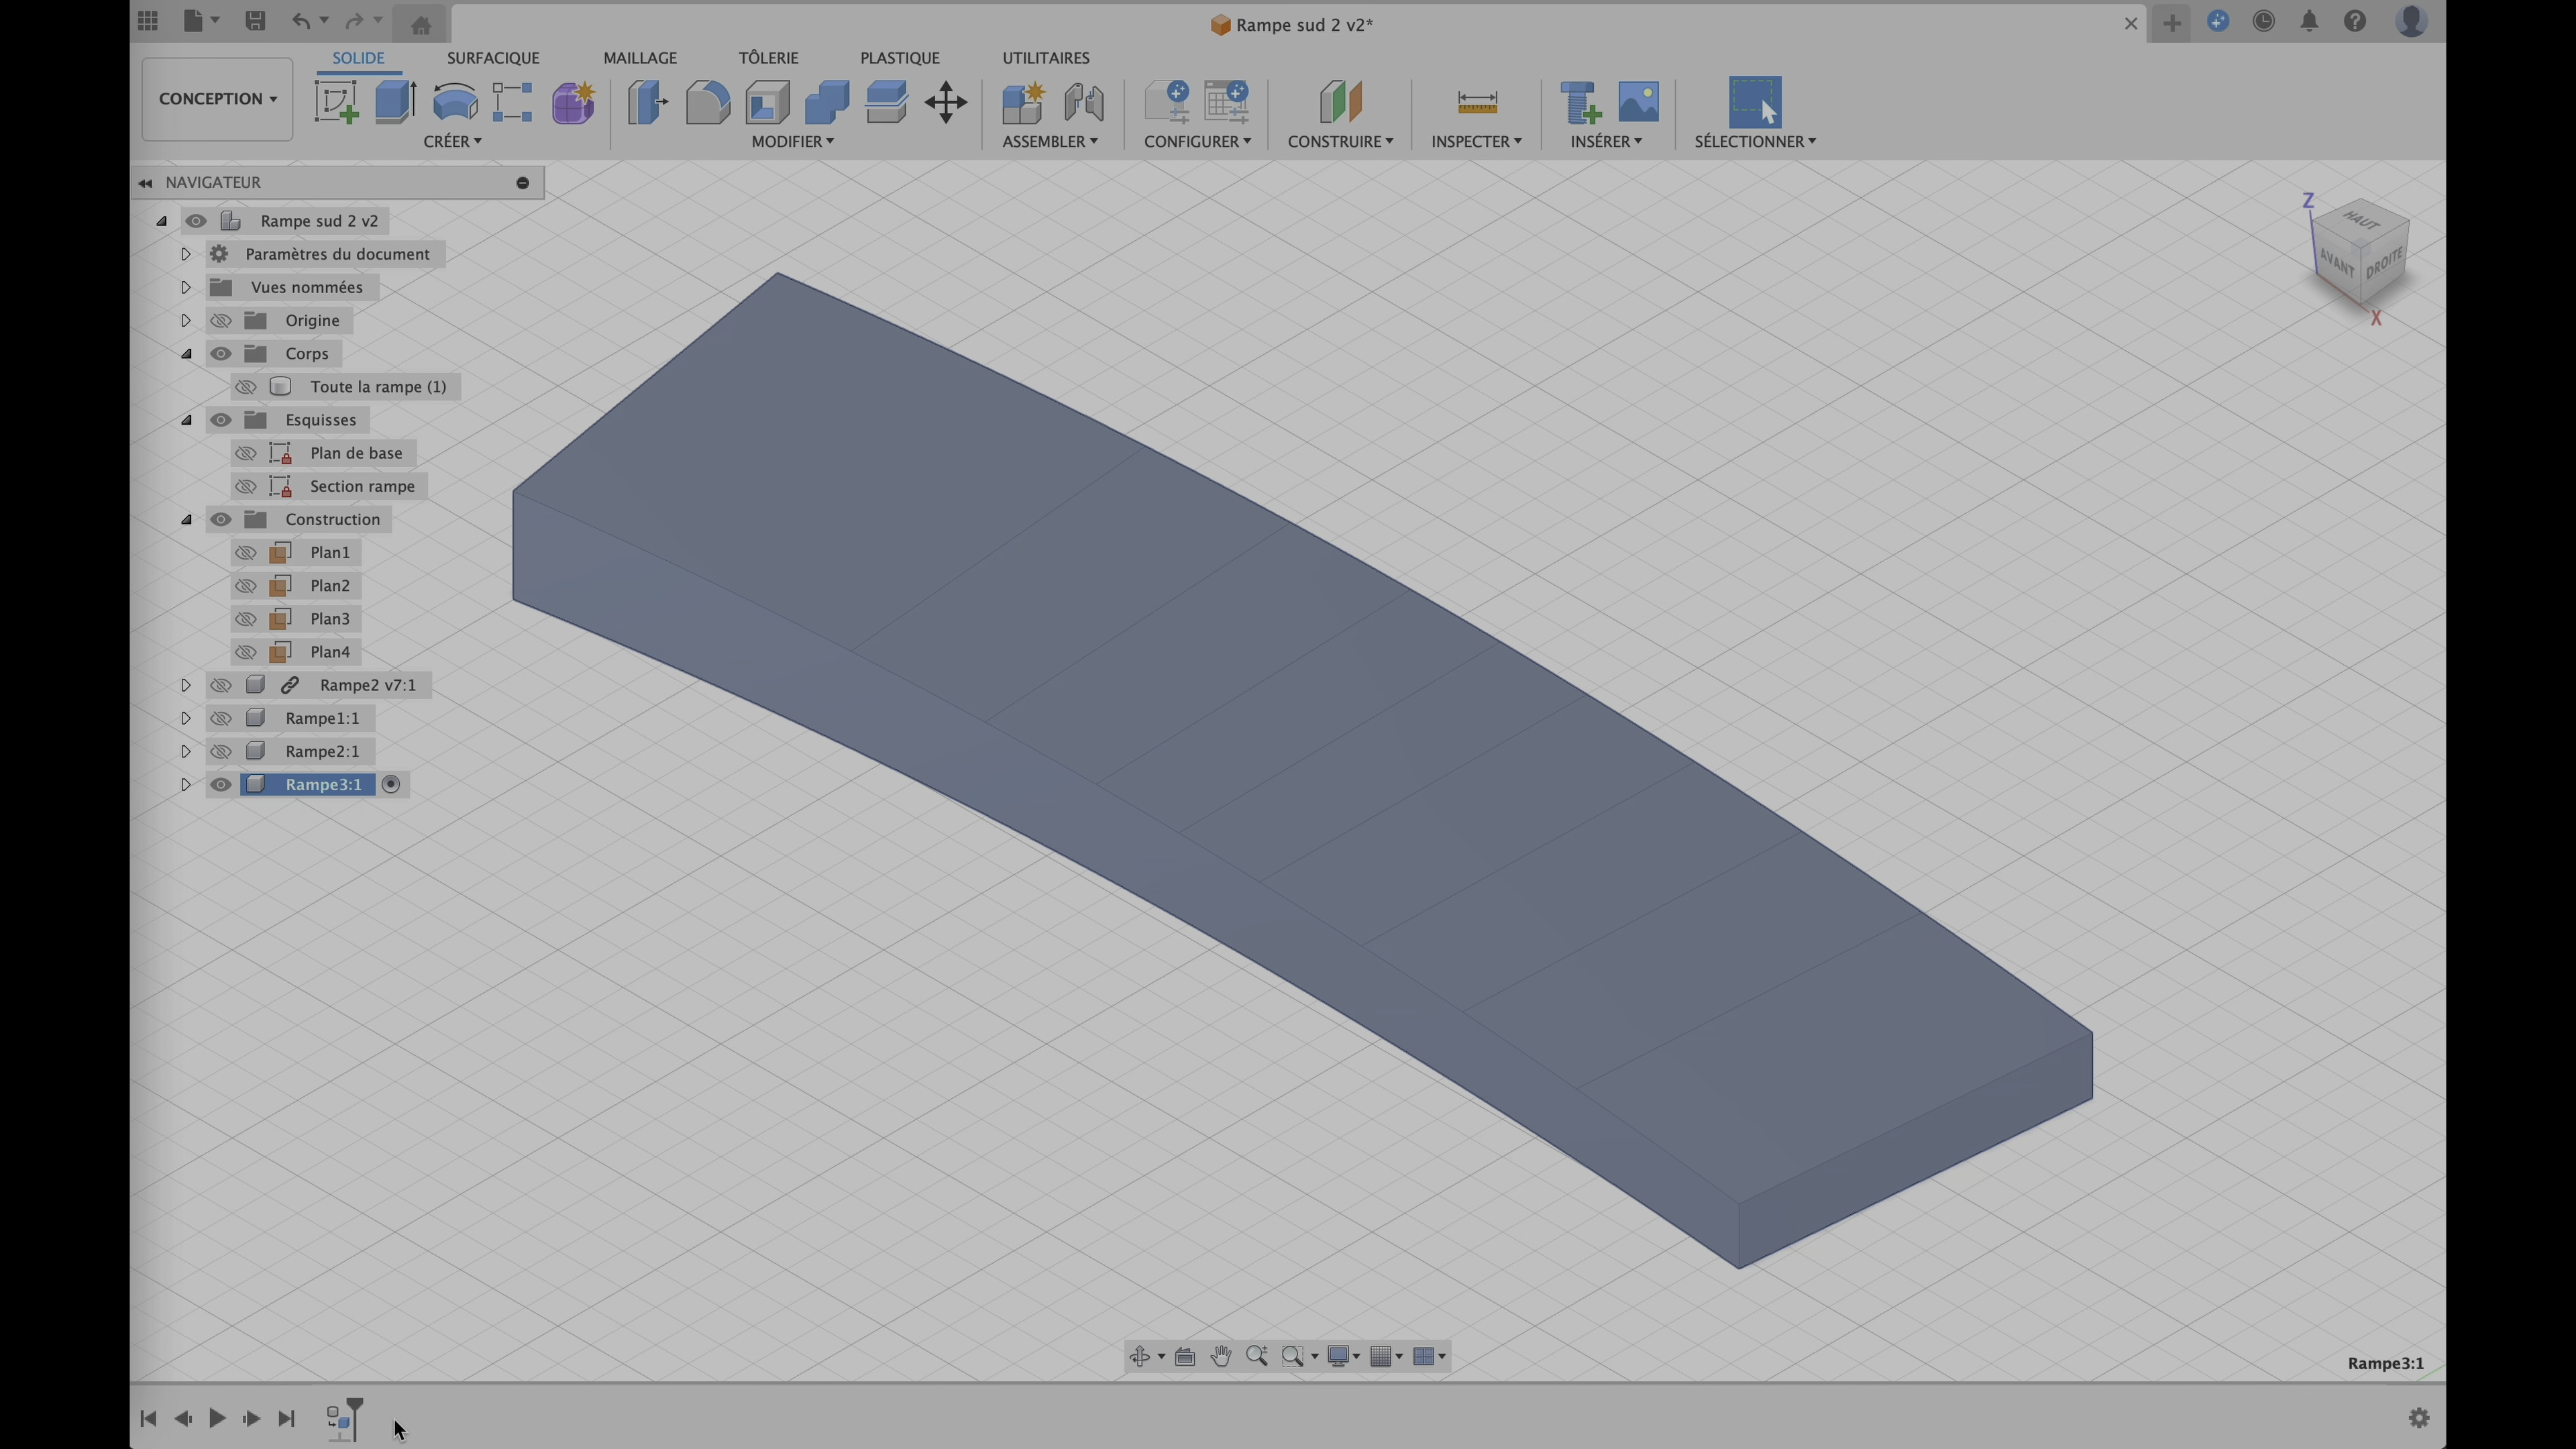 Rampe sud 2 v2*
SOLIDE SURFACIQUE MAILLAGE TÔLERIE PLASTIQUE UTILITAIRES
CONCEPTION
CRÉER MODIFIER ASSEMBLER CONFIGURER CONSTRUIRE INSPECTER INSÉRER SÉLECTIONNER
NAVIGATEUR
Rampe sud 2 v2
Paramètres du document
Vues nommées
Origine
Corps
Toute la rampe (1)
Esquisses
Plan de base
Section rampe
Construction
Plan1
Plan2
Plan3
Plan4
Rampe2 v7:1
Rampe1:1
Rampe2:1
Rampe3:1
Z
HAUT
AVANT DROITE
X
Rampe3:1